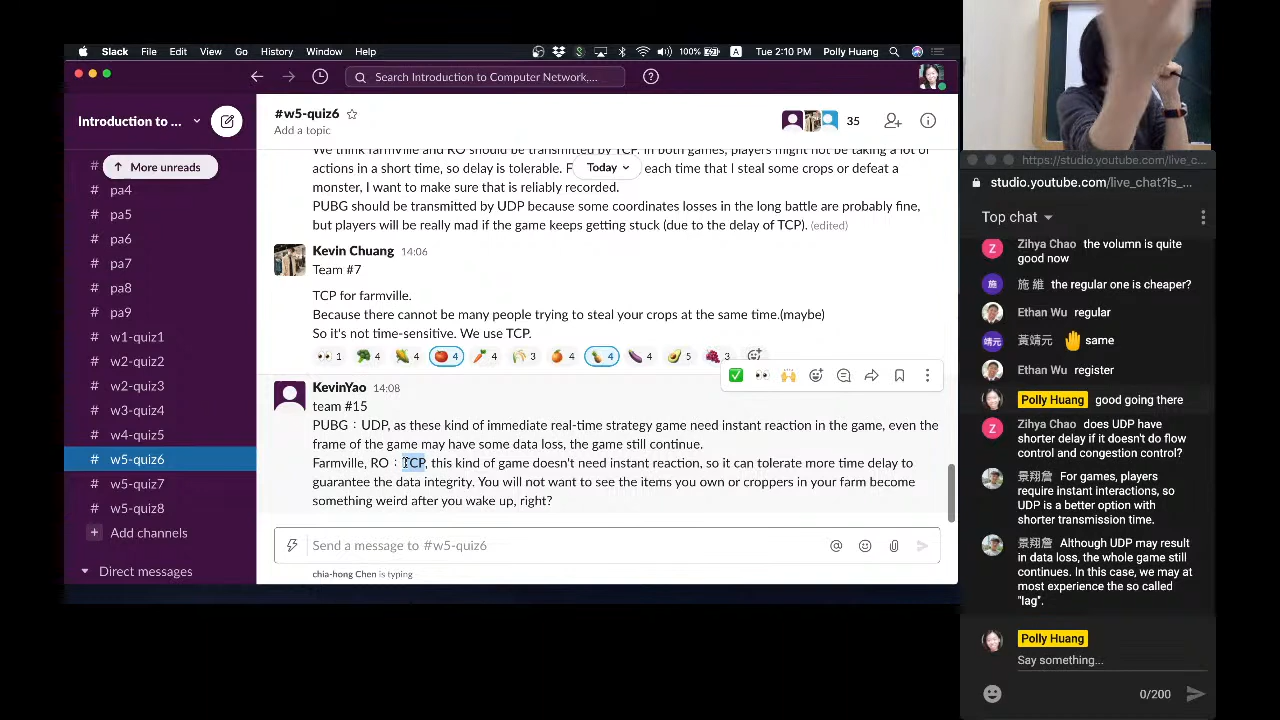 Slack File Edit View Go History Window Help 100% A Tue 2:10 PM Polly Huang
Search Introduction to Computer Network,...
Introduction to ...
More unreads
# pa4
# pa5
# pa6
# pa7
# pa8
# pa9
# w1-quiz1
# w2-quiz2
# w2-quiz3
# w3-quiz4
# w4-quiz5
# w5-quiz6
# w5-quiz7
# w5-quiz8
+ Add channels
Direct messages
#w5-quiz6
Add a topic
35
We think farmville and RO should be transmitted by TCP. In both games, players might not be taking a lot of
actions in a short time, so delay is tolerable. F
Today
each time that I steal some crops or defeat a
monster, I want to make sure that is reliably recorded.
PUBG should be transmitted by UDP because some coordinates losses in the long battle are probably fine,
but players will be really mad if the game keeps getting stuck (due to the delay of TCP). (edited)
Kevin Chuang 14:06
Team #7
TCP for farmville.
Because there cannot be many people trying to steal your crops at the same time.(maybe)
So it's not time-sensitive. We use TCP.
1 4 4 4 4 3 4 4 4 5 3
KevinYao 14:08
team #15
PUBG：UDP, as these kind of immediate real-time strategy game need instant reaction in the game, even the
frame of the game may have some data loss, the game still continue.
Farmville, RO：TCP, this kind of game doesn't need instant reaction, so it can tolerate more time delay to
guarantee the data integrity. You will not want to see the items you own or croppers in your farm become
something weird after you wake up, right?
Send a message to #w5-quiz6
chia-hong Chen is typing
https://studio.youtube.com/live_c...
studio.youtube.com/live_chat?is_...
Top chat
Z Zihya Chao the volumn is quite
good now
施 施 維 the regular one is cheaper?
Ethan Wu regular
靖元 黃靖元 same
Ethan Wu register
Polly Huang good going there
Z Zihya Chao does UDP have
shorter delay if it doesn't do flow
control and congestion control?
景翔詹 For games, players
require instant interactions, so
UDP is a better option with
shorter transmission time.
景翔詹 Although UDP may result
in data loss, the whole game still
continues. In this case, we may at
most experience the so called
"lag".
Polly Huang
Say something...
0/200